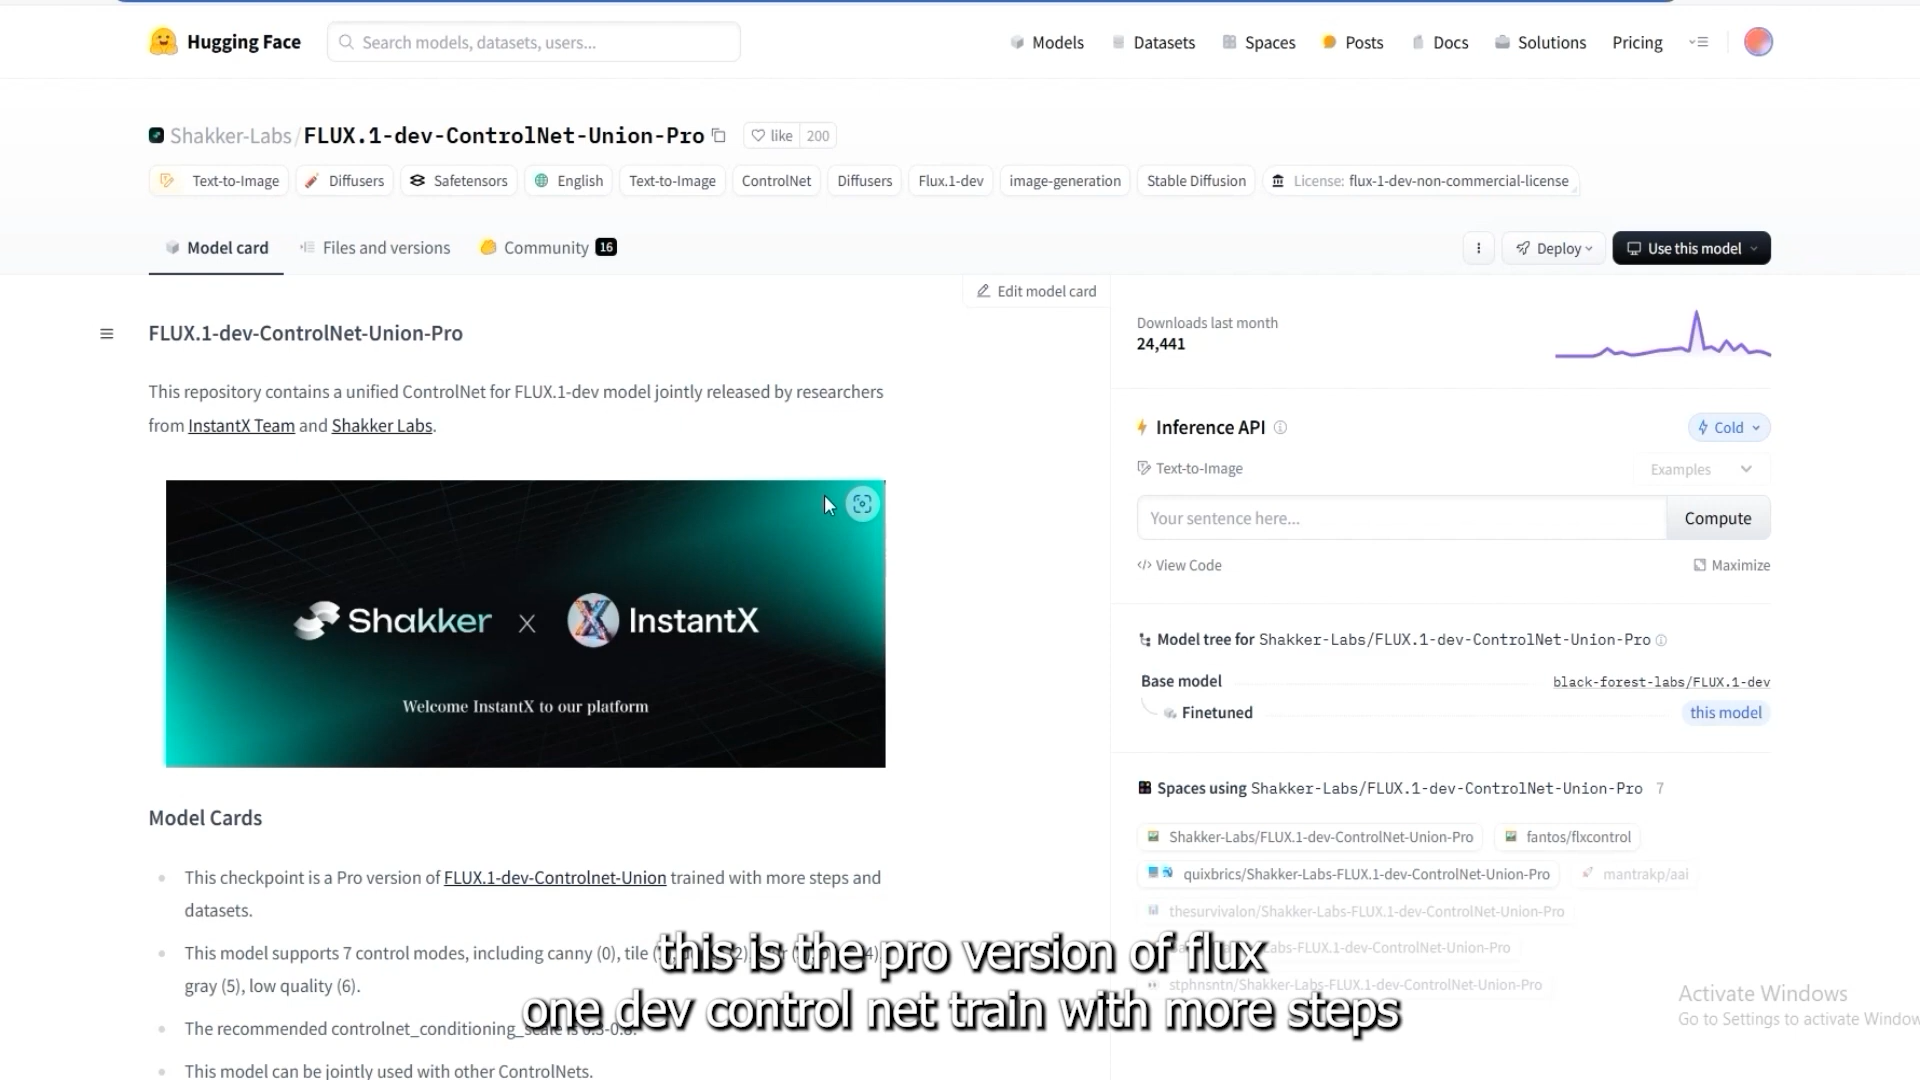 Hugging Face
Search models, datasets, users...
Models
Datasets
Spaces
Posts
Docs
Solutions
Pricing
Shakker-Labs/FLUX.1-dev-ControlNet-Union-Pro
like 200
Text-to-Image
Diffusers
Safetensors
English
Text-to-Image
ControlNet
Diffusers
Flux.1-dev
image-generation
Stable Diffusion
License: flux-1-dev-non-commercial-license
Model card
Files and versions
Community 16
Deploy
Use this model
Edit model card
FLUX.1-dev-ControlNet-Union-Pro
This repository contains a unified ControlNet for FLUX.1-dev model jointly released by researchers
from InstantX Team and Shakker Labs.
Shakker x InstantX
Welcome InstantX to our platform
Model Cards
This checkpoint is a Pro version of FLUX.1-dev-Controlnet-Union trained with more steps and
datasets.
This model supports 7 control modes, including canny (0), tile
gray (5), low quality (6).
The recommended controlnet_conditioning_scale is
This model can be jointly used with other ControlNets.
Downloads last month
24,441
Inference API
Cold
Text-to-Image
Examples
Your sentence here...
Compute
View Code
Maximize
Model tree for Shakker-Labs/FLUX.1-dev-ControlNet-Union-Pro
Base model
black-forest-labs/FLUX.1-dev
Finetuned
this model
Spaces using Shakker-Labs/FLUX.1-dev-ControlNet-Union-Pro 7
Shakker-Labs/FLUX.1-dev-ControlNet-Union-Pro
fantos/flxcontrol
quixbrics/Shakker-Labs-FLUX.1-dev-ControlNet-Union-Pro
mantrakp/aai
thesurvivalon/Shakker-Labs-FLUX.1-dev-ControlNet-Union-Pro
-Labs-FLUX.1-dev-ControlNet-Union-Pro
stphnsntn/Shakker-Labs-FLUX.1-dev-ControlNet-Union-Pro
this is the pro version of flux
one dev control net train with more steps
Activate Windows
Go to Settings to activate Window